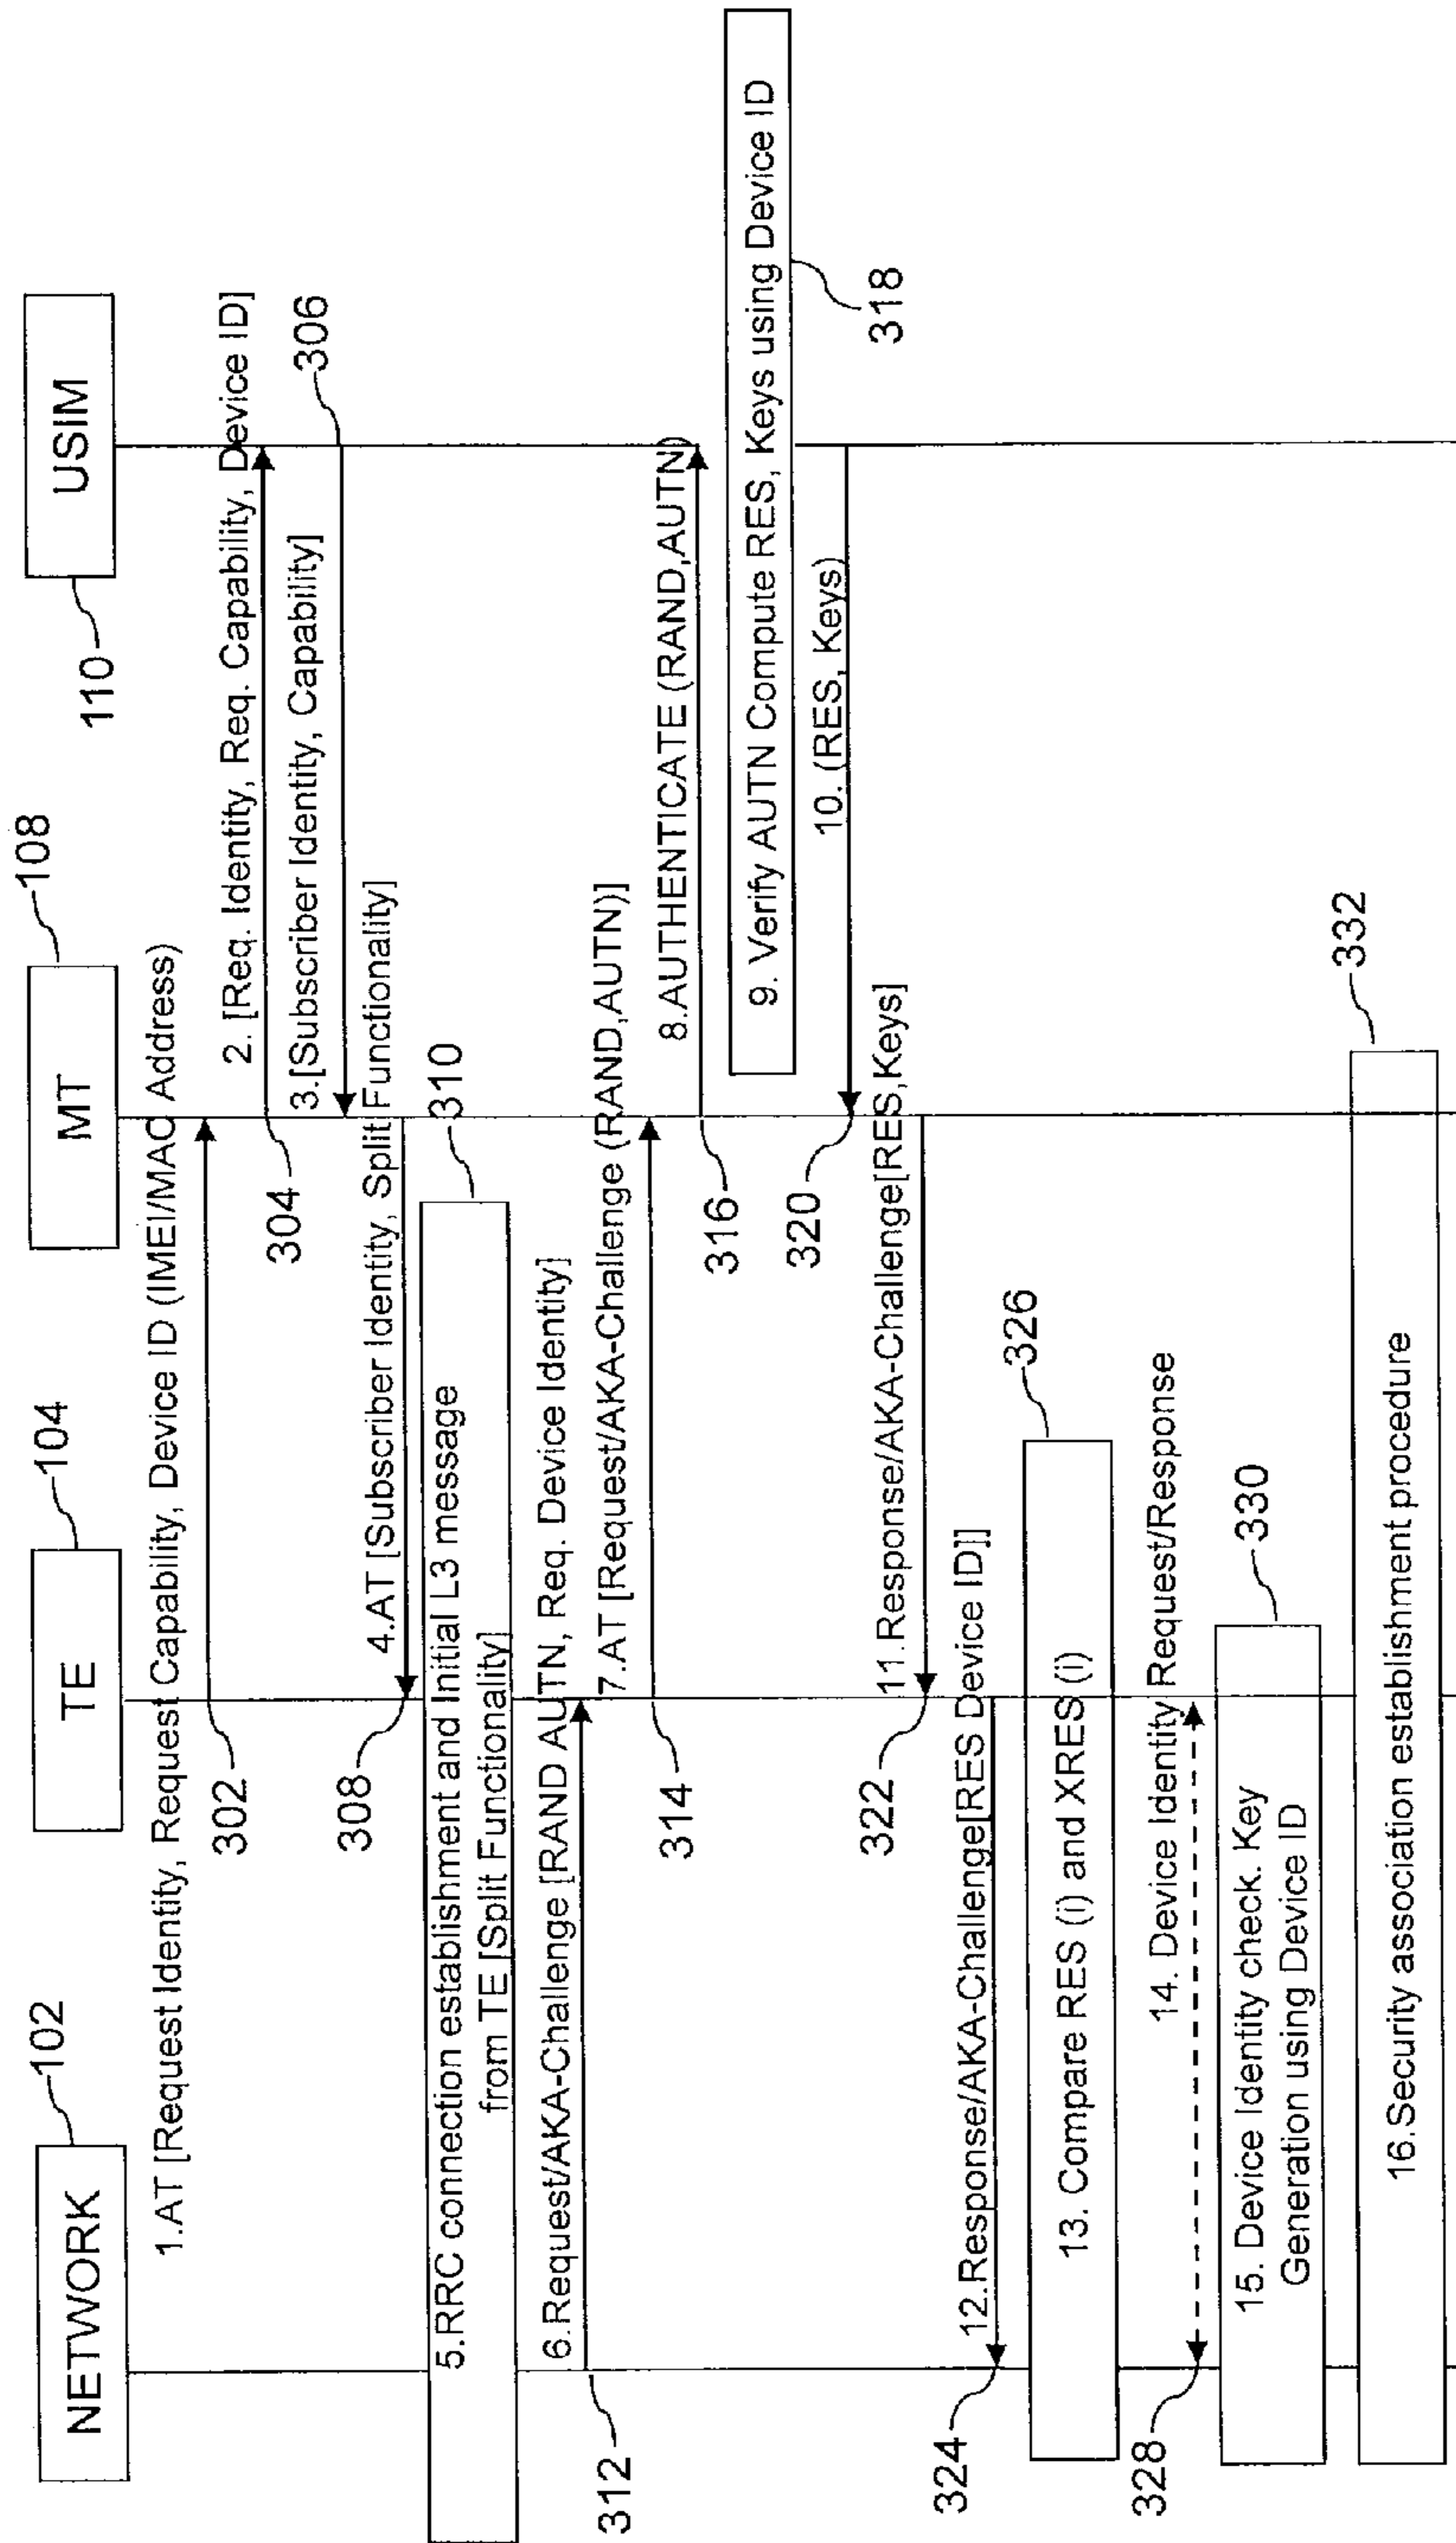 NETWORK
102
TE
104
MT
108
USIM
110
1.AT [Request Identity, Request Capability, Device ID (IMEI/MAC Address)
302
2. [Req. Identity, Req. Capability, Device ID]
304
3.[Subscriber Identity, Capability]
306
4.AT [Subscriber Identity, Split Functionality]
308
5.RRC connection establishment and Initial L3 message
from TE [Split Functionality]
310
6.Request/AKA-Challenge [RAND AUTN, Req. Device Identity]
312
7.AT [Request/AKA-Challenge (RAND,AUTN)]
314
8.AUTHENTICATE (RAND,AUTN)
316
9. Verify AUTN Compute RES, Keys using Device ID
318
10. (RES, Keys)
320
11.Response/AKA-Challenge[RES,Keys]
322
12.Response/AKA-Challenge[RES Device ID]]
324
13. Compare RES (i) and XRES (i)
326
14. Device Identity Request/Response
328
15. Device Identity check. Key
Generation using Device ID
330
16.Security association establishment procedure
332